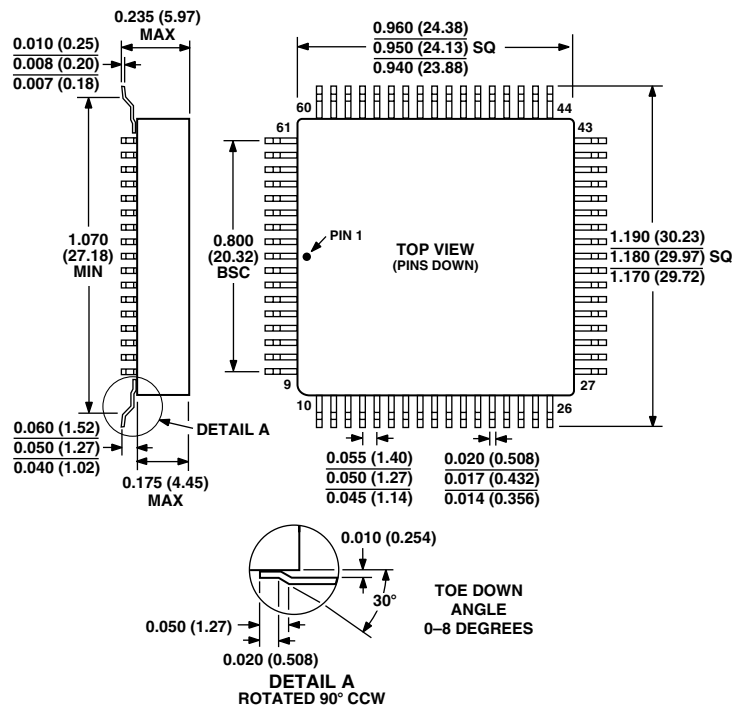 0.235 (5.97)
MAX
0.010 (0.25)
0.008 (0.20)
0.007 (0.18)
0.960 (24.38)
0.950 (24.13) SQ
0.940 (23.88)
60
44
61
43
1.070
(27.18)
MIN
0.800
(20.32)
BSC
PIN 1
TOP VIEW
(PINS DOWN)
1.190 (30.23)
1.180 (29.97) SQ
1.170 (29.72)
9
27
10
26
DETAIL A
0.060 (1.52)
0.050 (1.27)
0.040 (1.02)
0.175 (4.45)
MAX
0.055 (1.40)
0.050 (1.27)
0.045 (1.14)
0.020 (0.508)
0.017 (0.432)
0.014 (0.356)
0.010 (0.254)
30°
TOE DOWN
ANGLE
0–8 DEGREES
0.050 (1.27)
0.020 (0.508)
DETAIL A
ROTATED 90° CCW